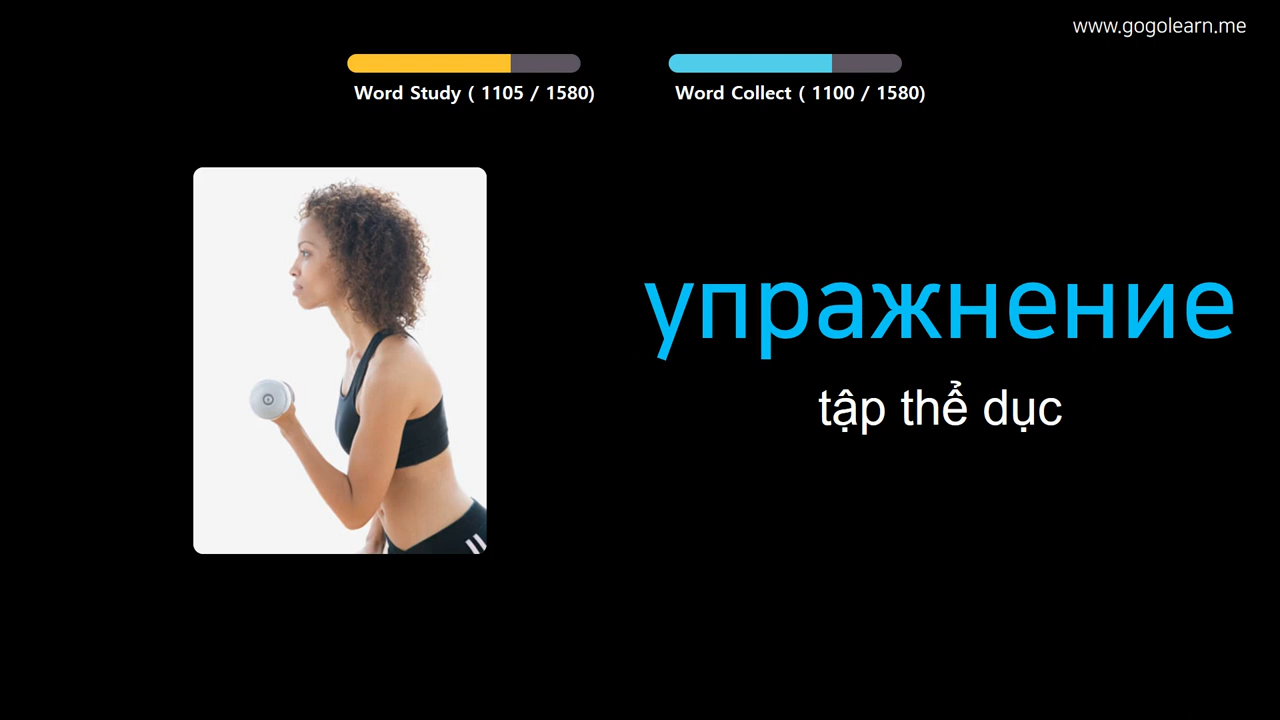 www.gogolearn.me
Word Study ( 1105 / 1580)
Word Collect ( 1100 / 1580)
упражнение
tập thể dục